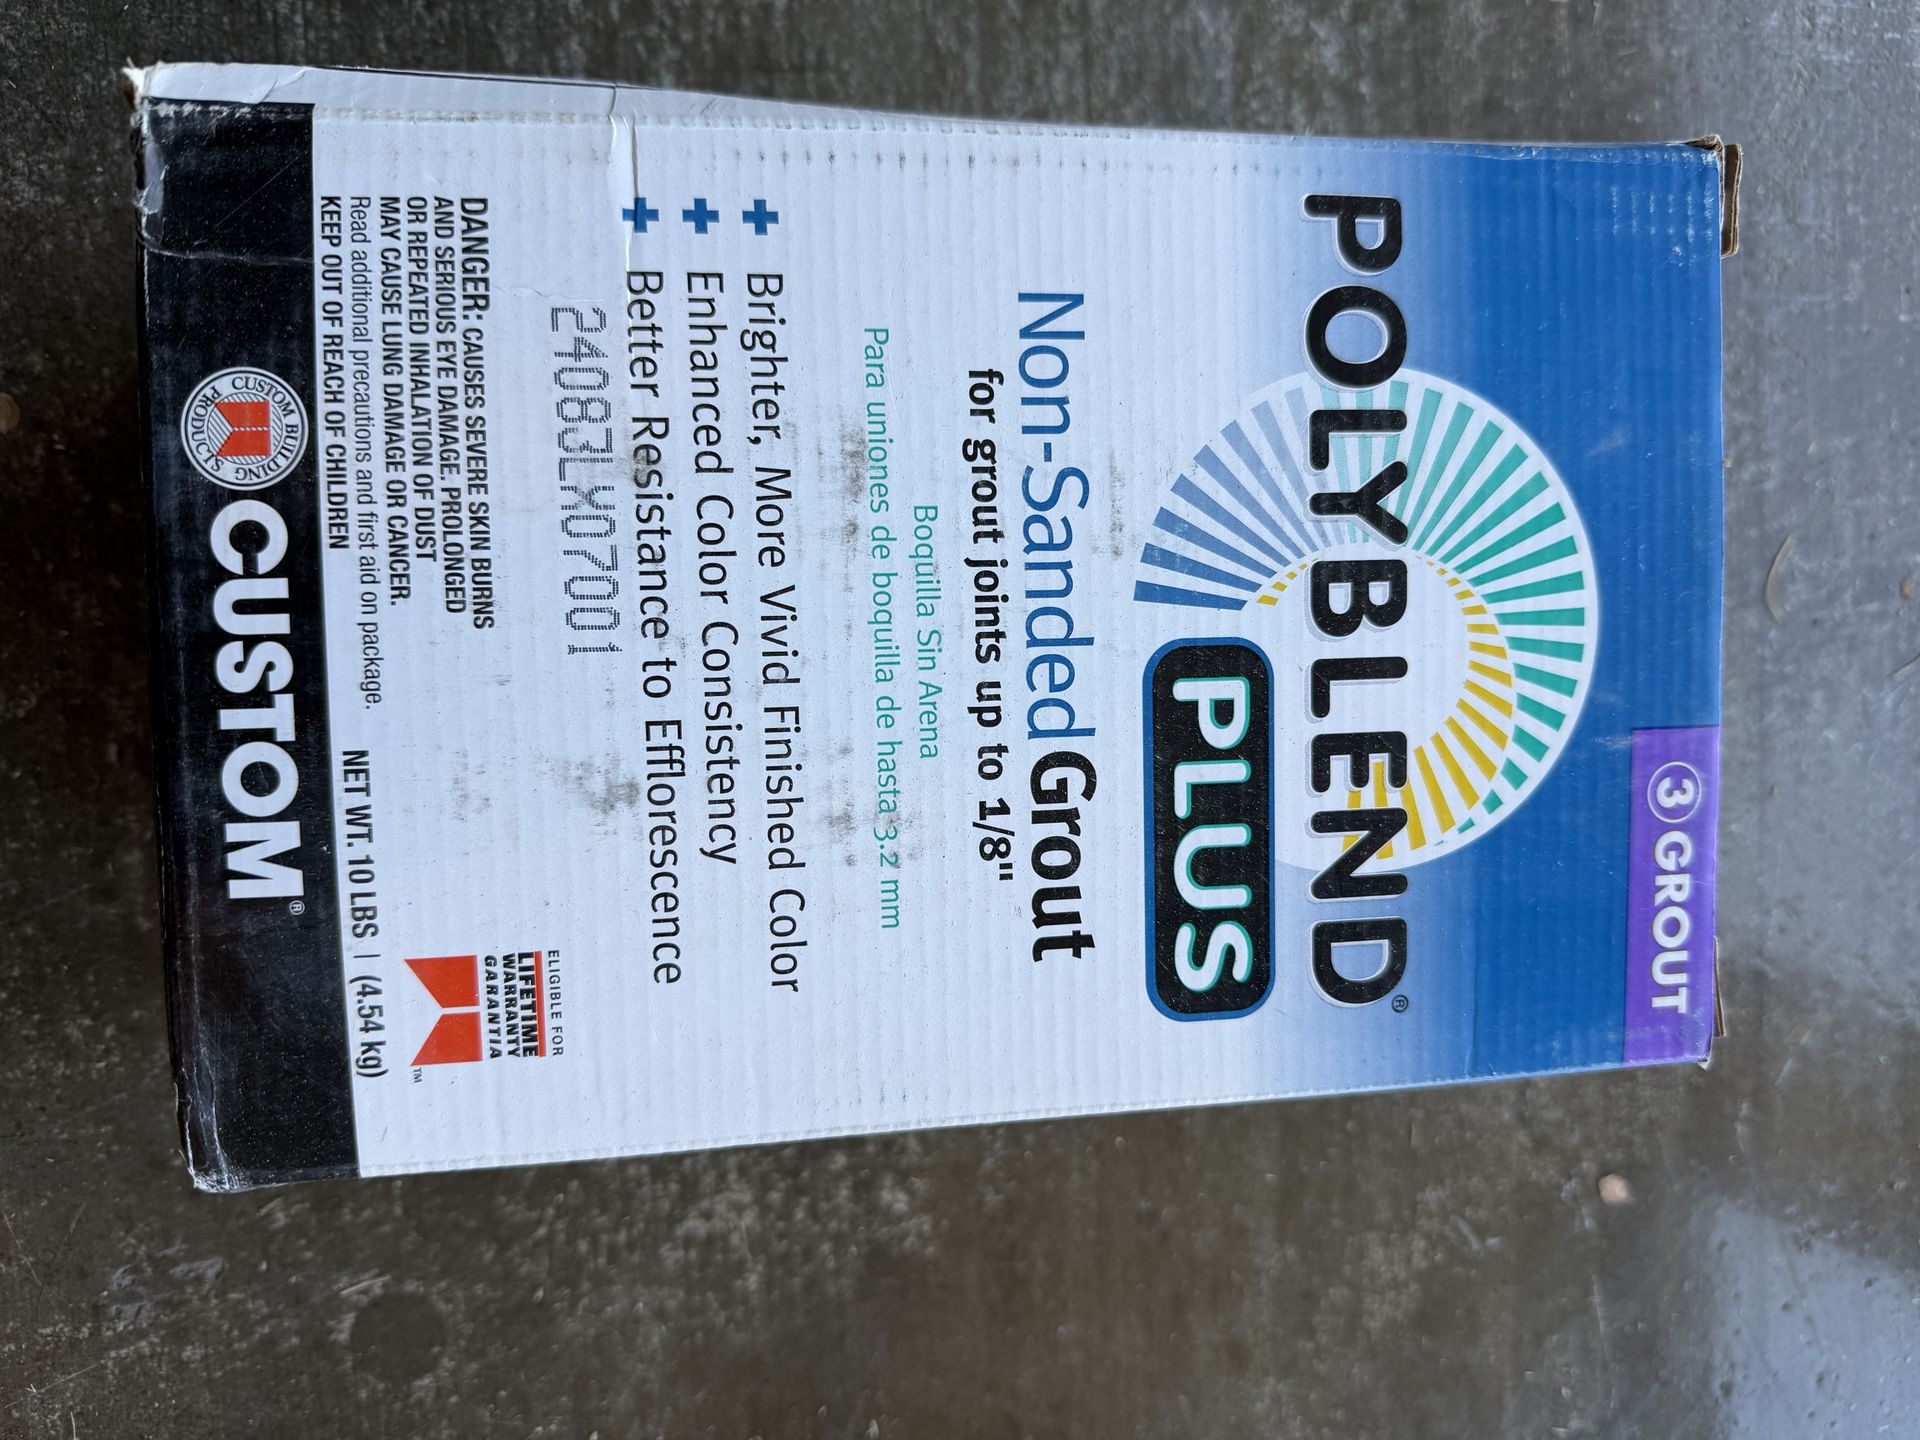 ③ GROUT
POLYBLEND®
PLUS
Non-Sanded Grout
for grout joints up to 1/8"
Boquilla Sin Arena
Para uniones de boquilla de hasta 3.2 mm
+ Brighter, More Vivid Finished Color
+ Enhanced Color Consistency
+ Better Resistance to Efflorescence
24083LX07001
DANGER: CAUSES SEVERE SKIN BURNS
AND SERIOUS EYE DAMAGE. PROLONGED
OR REPEATED INHALATION OF DUST
MAY CAUSE LUNG DAMAGE OR CANCER.
Read additional precautions and first aid on package.
KEEP OUT OF REACH OF CHILDREN
ELIGIBLE FOR
LIFETIME
WARRANTY
GARANTIA
TM
NET WT. 10 LBS | (4.54 kg)
CUSTOM BUILDING PRODUCTS
CUSTOM®